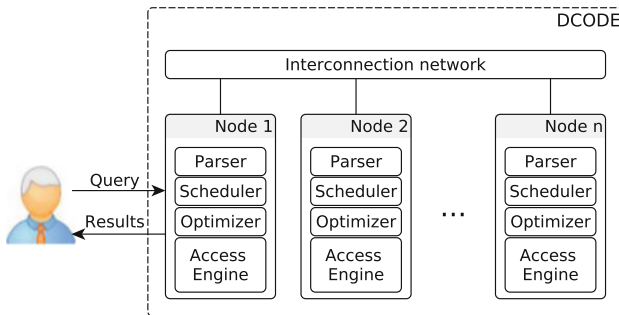 DCODE
Interconnection network
Node 1
Node 2
Node n
Parser
Parser
Parser
Query
Scheduler
Scheduler
Scheduler
Results
Optimizer
Optimizer
...
Optimizer
Access
Engine
Access
Engine
Access
Engine